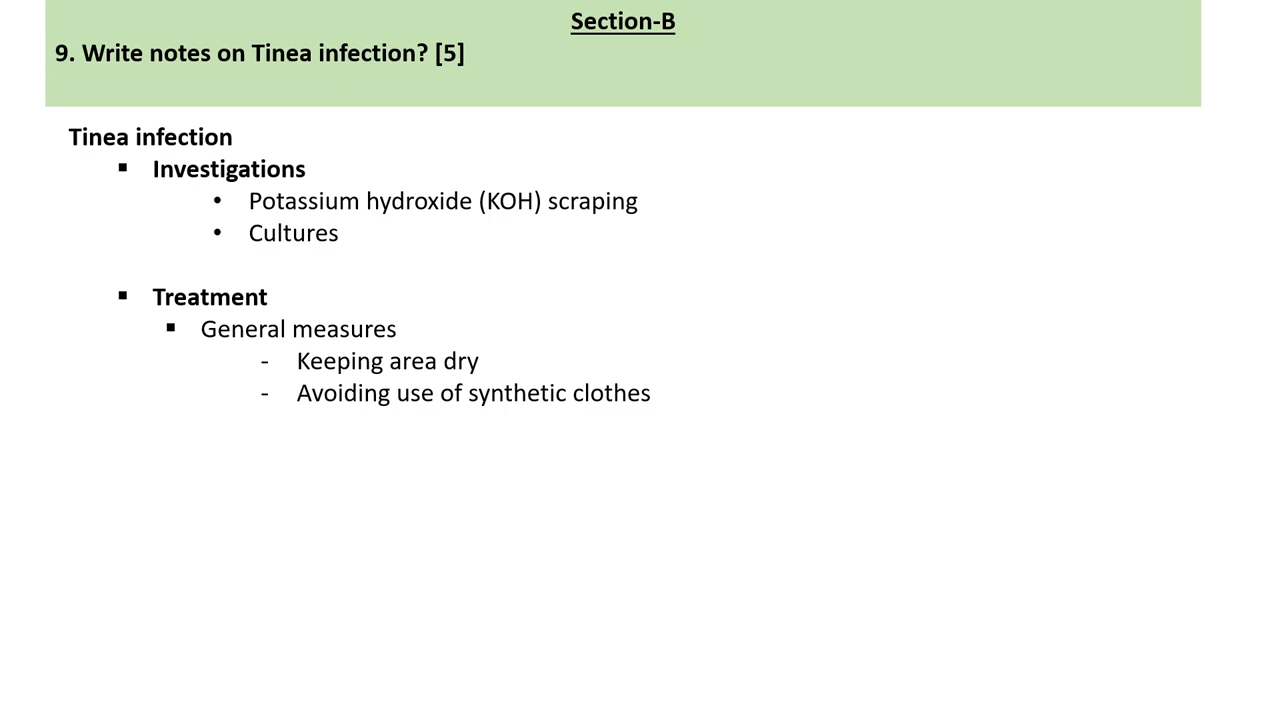 Section-B
9. Write notes on Tinea infection? [5]
Tinea infection
▪ Investigations
• Potassium hydroxide (KOH) scraping
• Cultures
▪ Treatment
▪ General measures
- Keeping area dry
- Avoiding use of synthetic clothes